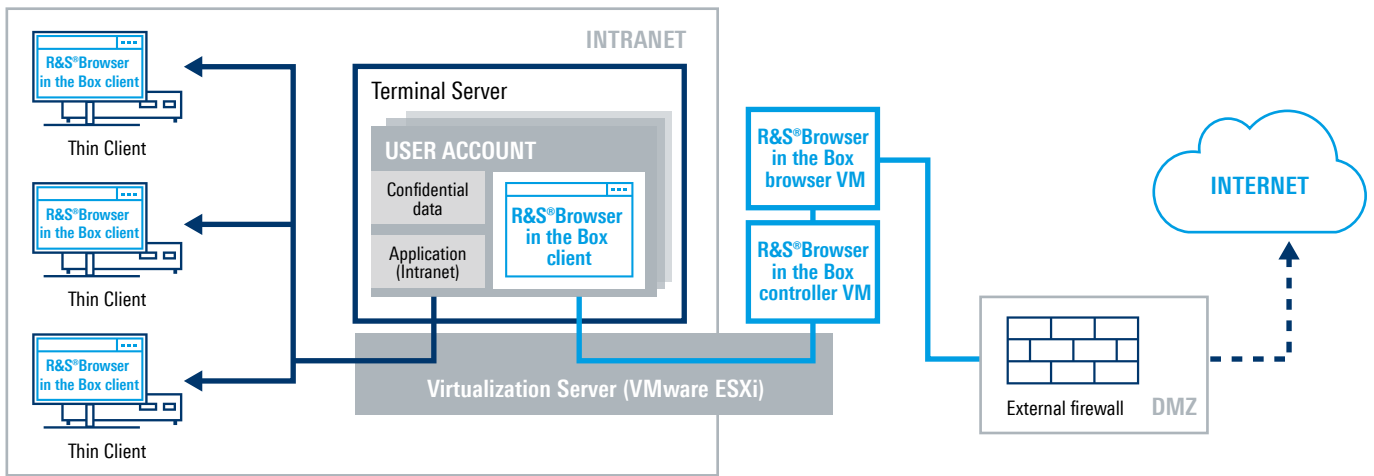 INTRANET
R&S®Browser
in the Box client
Thin Client
R&S®Browser
in the Box client
Thin Client
R&S®Browser
in the Box client
Thin Client
Terminal Server
USER ACCOUNT
Confidential
data
Application
(Intranet)
R&S®Browser
in the Box
client
Virtualization Server (VMware ESXi)
R&S®Browser
in the Box
browser VM
R&S®Browser
in the Box
controller VM
External firewall
DMZ
INTERNET